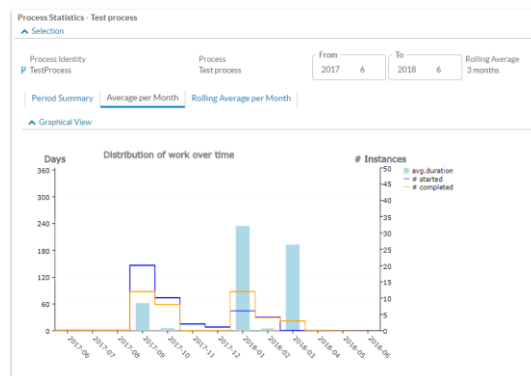 Process Statistics - Test process
Selection
Process Identity
TestProcess
Process
Test process
From
2017 6
To
2018 6
Rolling Average
3 months
Period Summary Average per Month Rolling Average per Month
Graphical View
Days
Distribution of work over time
# Instances
360
300
240
180
120
60
0
50
45
40
35
30
25
20
15
10
5
0
avg.duration
# started
# completed
2017-06
2017-07
2017-08
2017-09
2017-10
2017-11
2017-12
2018-01
2018-02
2018-03
2018-04
2018-05
2018-06